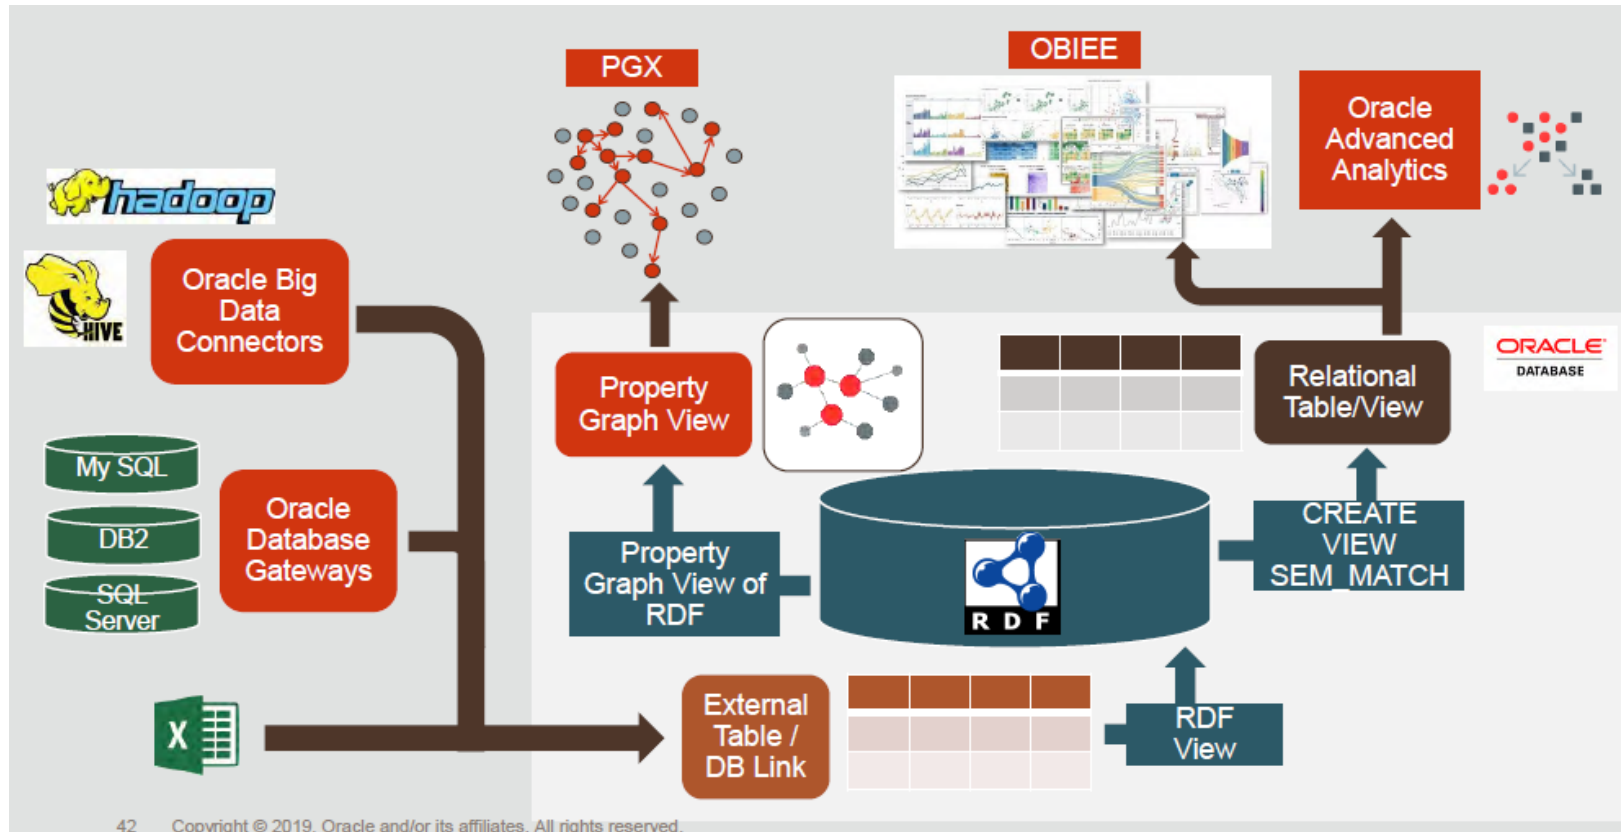 PGX
OBIEE
Oracle
Advanced
Analytics
hadoop
HIVE
Oracle Big
Data
Connectors
Property
Graph View
Relational
Table/View
ORACLE
DATABASE
My SQL
DB2
SQL
Server
Oracle
Database
Gateways
Property
Graph View of
RDF
RDF
CREATE
VIEW
SEM_MATCH
X
External
Table /
DB Link
RDF
View
42 Copyright © 2019, Oracle and/or its affiliates. All rights reserved.